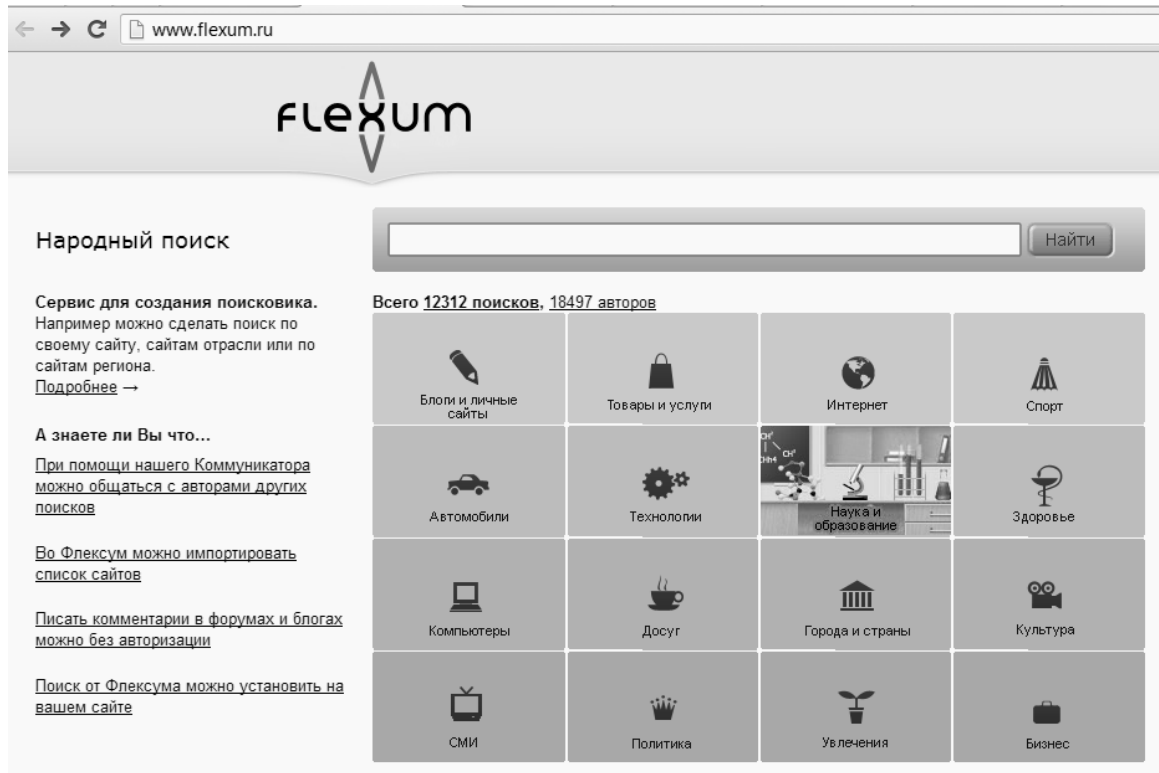 www.flexum.ru
FLEXUM
Народный поиск
Найти
Сервис для создания поисковика.
Например можно сделать поиск по
своему сайту, сайтам отрасли или по
сайтам региона.
Подробнее →
А знаете ли Вы что...
При помощи нашего Коммуникатора
можно общаться с авторами других
поисков
Во Флексум можно импортировать
список сайтов
Писать комментарии в форумах и блогах
можно без авторизации
Поиск от Флексума можно установить на
вашем сайте
Всего 12312 поисков, 18497 авторов
Блоги и личные
сайты
Товары и услуги
Интернет
Спорт
Автомобили
Технологии
Наука и
образование
Здоровье
Компьютеры
Досуг
Города и страны
Культура
СМИ
Политика
Увлечения
Бизнес